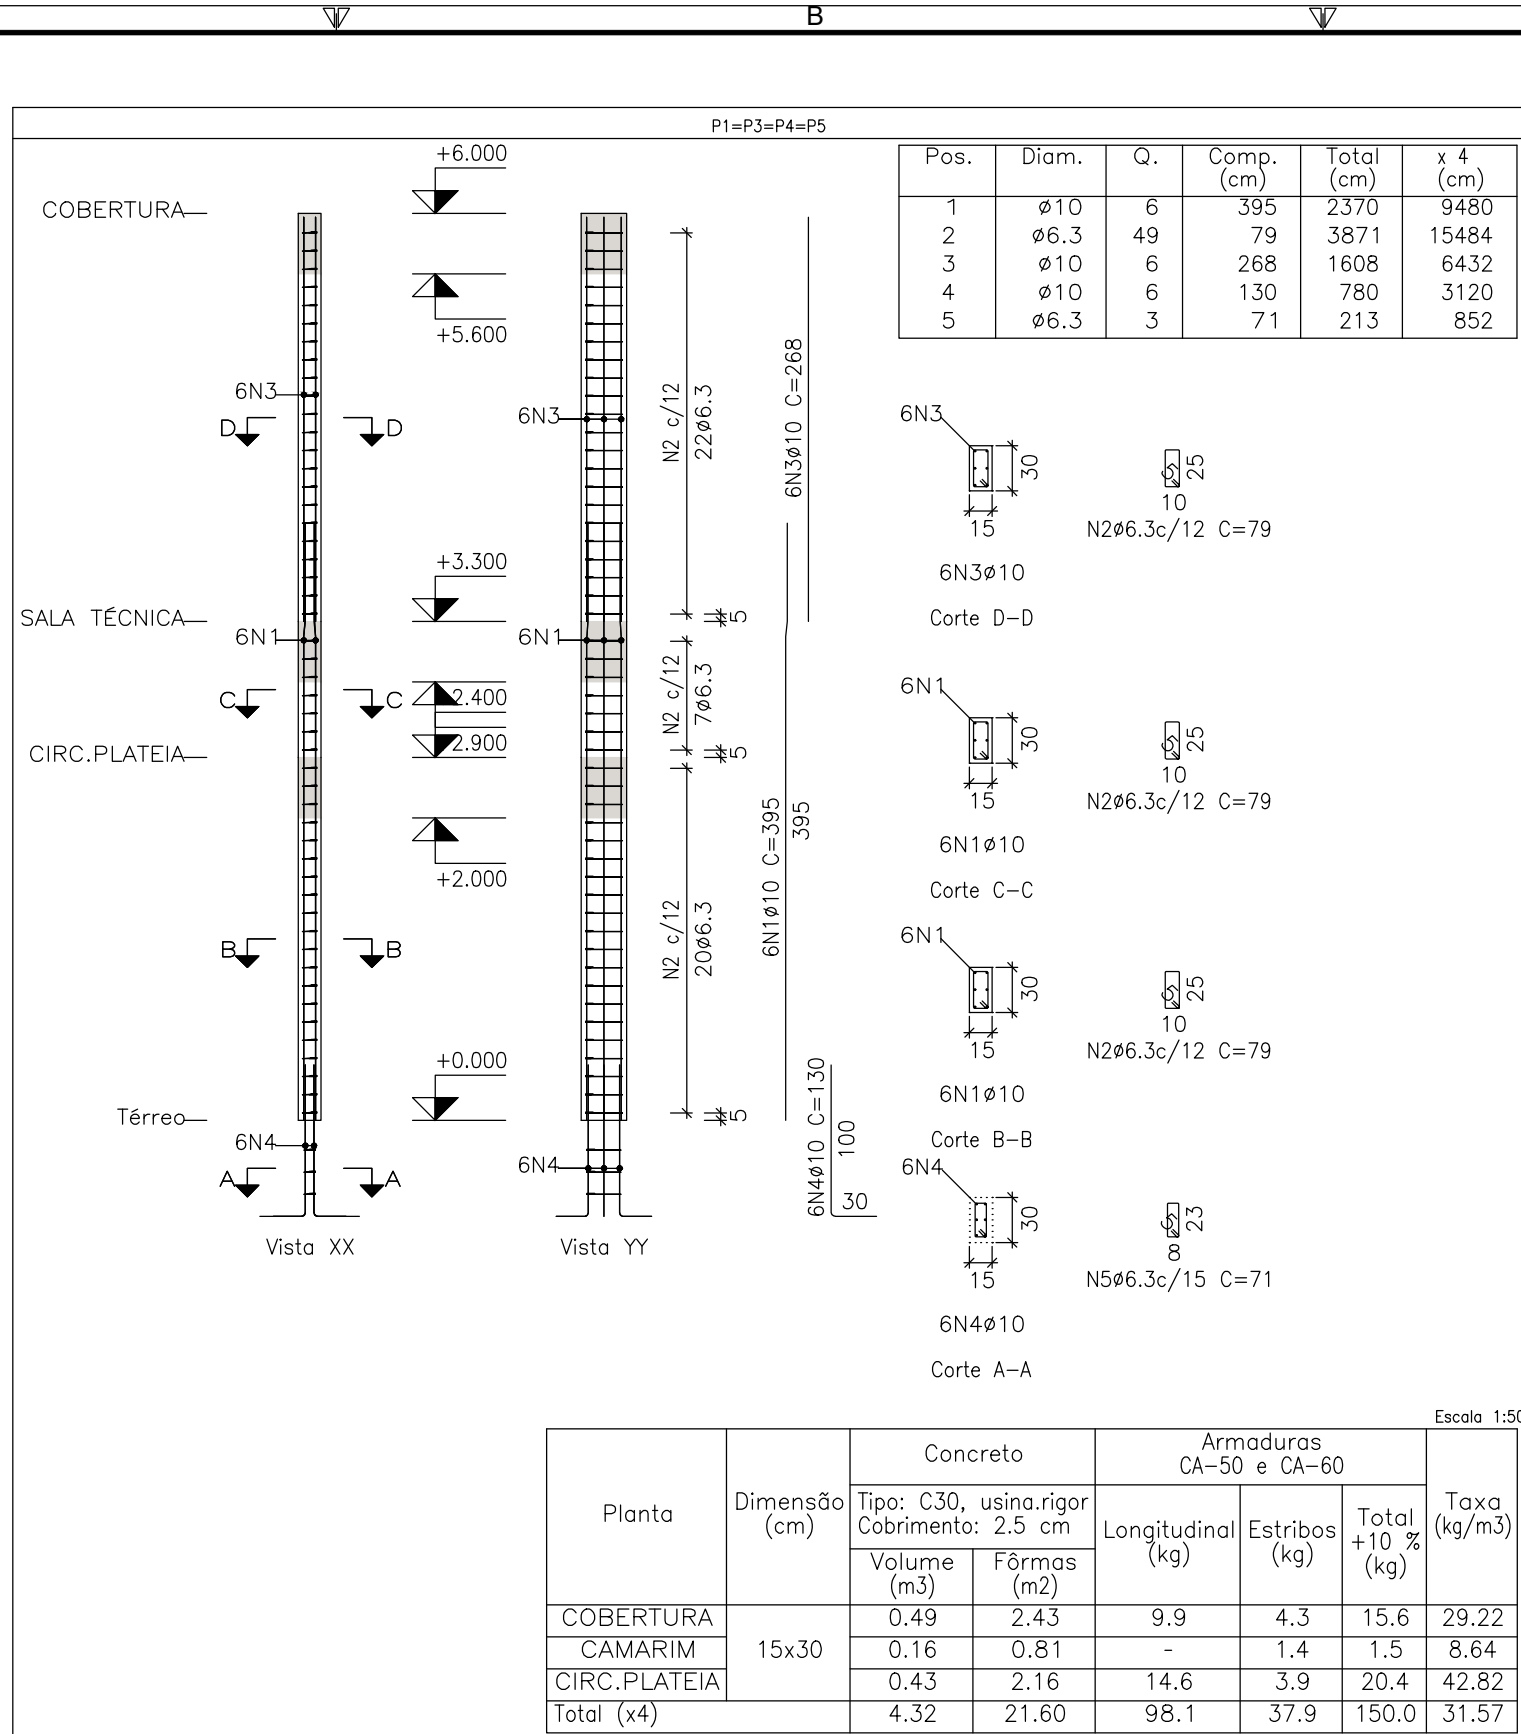 B
P1=P3=P4=P5
Pos. Diam. Q. Comp. (cm) Total (cm) x 4 (cm)
1 ø10 6 395 2370 9480
2 ø6.3 49 79 3871 15484
3 ø10 6 268 1608 6432
4 ø10 6 130 780 3120
5 ø6.3 3 71 213 852
COBERTURA
+6.000
+5.600
6N3
6N3
D D
N2 c/12
22ø6.3
6N3ø10 C=268
+3.300
SALA TÉCNICA
5
6N1
6N1
N2 c/12
7ø6.3
C C
2.400
2.900
CIRC.PLATEIA
5
+2.000
N2 c/12
20ø6.3
6N1ø10 C=395
395
B B
+0.000
Térreo
5
6N4
6N4
A A
6N4ø10 C=130
100
30
Vista XX
Vista YY
6N3
30
15
6N3ø10
Corte D-D
5
25
10
N2ø6.3c/12 C=79
6N1
30
15
6N1ø10
Corte C-C
5
25
10
N2ø6.3c/12 C=79
6N1
30
15
6N1ø10
Corte B-B
5
25
10
N2ø6.3c/12 C=79
6N4
30
15
6N4ø10
Corte A-A
5
23
8
N5ø6.3c/15 C=71
Escala 1:50
Planta
Dimensão (cm)
Concreto
Tipo: C30, usina.rigor
Cobrimento: 2.5 cm
Volume (m3)
Fôrmas (m2)
Armaduras
CA-50 e CA-60
Longitudinal (kg)
Estribos (kg)
Total +10 % (kg)
Taxa (kg/m3)
COBERTURA 0.49 2.43 9.9 4.3 15.6 29.22
CAMARIM 15x30 0.16 0.81 - 1.4 1.5 8.64
CIRC.PLATEIA 0.43 2.16 14.6 3.9 20.4 42.82
Total (x4) 4.32 21.60 98.1 37.9 150.0 31.57